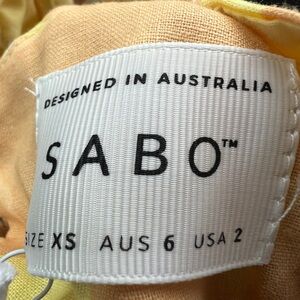 DESIGNED IN AUSTRALIA
SABO™
SIZE XS AUS 6 USA 2